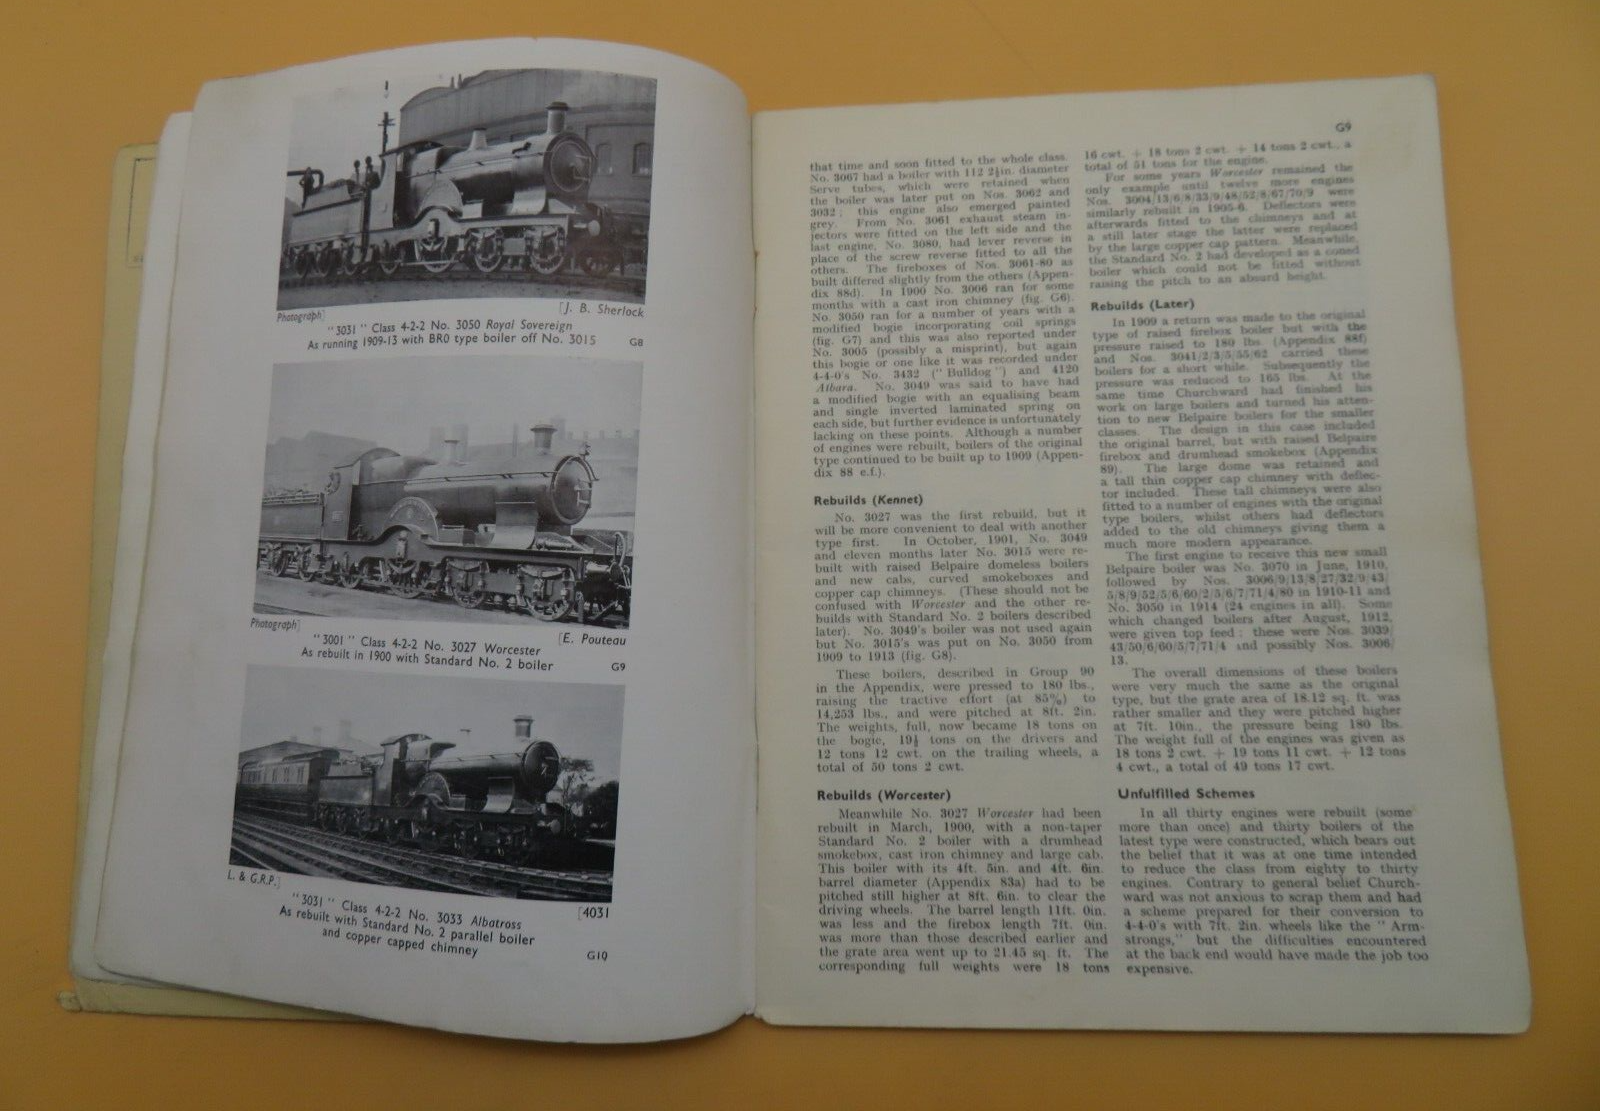 Photograph]
[J. B. Sherlock
"3031" Class 4-2-2 No. 3050 Royal Sovereign
As running 1909-13 with BR0 type boiler off No. 3015
G8
Photograph]
[E. Pouteau
"3001" Class 4-2-2 No. 3027 Worcester
As rebuilt in 1900 with Standard No. 2 boiler
G9
L. & G.R.P.]
[4031
"3031" Class 4-2-2 No. 3033 Albatross
As rebuilt with Standard No. 2 parallel boiler
and copper capped chimney
G10
G9
that time and soon fitted to the whole class.
No. 3067 had a boiler with 112 2½in. diameter
Serve tubes, which were retained when
the boiler was later put on Nos. 3062 and
3032; this engine also emerged painted
grey. From No. 3061 exhaust steam in-
jectors were fitted on the left side and the
last engine, No. 3080, had lever reverse in
place of the screw reverse fitted to all the
others. The fireboxes of Nos. 3061-80 as
built differed slightly from the others (Appen-
dix 88d). In 1900 No. 3006 ran for some
months with a cast iron chimney (fig. G6).
No. 3050 ran for a number of years with a
modified bogie incorporating coil springs
(fig. G7) and this was also reported under
No. 3005 (possibly a misprint), but again
this bogie or one like it was recorded under
4-4-0's No. 3432 ("Bulldog") and 4120
Atbara. No. 3049 was said to have had
a modified bogie with an equalising beam
and single inverted laminated spring on
each side, but further evidence is unfortunately
lacking on these points. Although a number
of engines were rebuilt, boilers of the original
type continued to be built up to 1909 (Appen-
dix 88 e.f.).
Rebuilds (Kennet)
No. 3027 was the first rebuild, but it
will be more convenient to deal with another
type first. In October, 1901, No. 3049
and eleven months later No. 3015 were re-
built with raised Belpaire domeless boilers
and new cabs, curved smokeboxes and
copper cap chimneys. (These should not be
confused with Worcester and the other re-
builds with Standard No. 2 boilers described
later). No. 3049's boiler was not used again
but No. 3015's was put on No. 3050 from
1909 to 1913 (fig. G8).
These boilers, described in Group 90
in the Appendix, were pressed to 180 lbs.,
raising the tractive effort (at 85%) to
14,253 lbs., and were pitched at 8ft. 2in.
The weights, full, now became 18 tons on
the bogie, 19½ tons on the drivers and
12 tons 12 cwt. on the trailing wheels, a
total of 50 tons 2 cwt.
Rebuilds (Worcester)
Meanwhile No. 3027 Worcester had been
rebuilt in March, 1900, with a non-taper
Standard No. 2 boiler with a drumhead
smokebox, cast iron chimney and large cab.
This boiler with its 4ft. 5in. and 4ft. 6in.
barrel diameter (Appendix 83a) had to be
pitched still higher at 8ft. 6in. to clear the
driving wheels. The barrel length 11ft. 0in.
was less and the firebox length 7ft. 0in.
was more than those described earlier and
the grate area went up to 21.45 sq. ft. The
corresponding full weights were 18 tons
16 cwt. + 18 tons 2 cwt. + 14 tons 2 cwt., a
total of 51 tons for the engine.
For some years Worcester remained the
only example until twelve more engines
Nos. 3004/13/6/8/33/9/48/52/8/67/70/9 were
similarly rebuilt in 1905-6. Deflectors were
afterwards fitted to the chimneys and at
a still later stage the latter were replaced
by the large copper cap pattern. Meanwhile,
the Standard No. 2 had developed as a coned
boiler which could not be fitted without
raising the pitch to an absurd height.
Rebuilds (Later)
In 1909 a return was made to the original
type of raised firebox boiler but with the
pressure raised to 180 lbs. (Appendix 88f)
and Nos. 3041/2/3/5/55/62 carried these
boilers for a short while. Subsequently the
pressure was reduced to 165 lbs. At the
same time Churchward had finished his
work on large boilers and turned his atten-
tion to new Belpaire boilers for the smaller
classes. The design in this case included
the original barrel, but with raised Belpaire
firebox and drumhead smokebox (Appendix
89). The large dome was retained and
a tall thin copper cap chimney with deflec-
tor included. These tall chimneys were also
fitted to a number of engines with the original
type boilers, whilst others had deflectors
added to the old chimneys giving them a
much more modern appearance.
The first engine to receive this new small
Belpaire boiler was No. 3070 in June, 1910,
followed by Nos. 3006/9/13/8/27/32/9/43/
5/8/9/52/5/6/60/2/5/6/7/71/4/80 in 1910-11 and
No. 3050 in 1914 (24 engines in all). Some
which changed boilers after August, 1912,
were given top feed: these were Nos. 3039/
43/50/6/60/5/7/71/4 and possibly Nos. 3006/
13.
The overall dimensions of these boilers
were very much the same as the original
type, but the grate area of 18.12 sq. ft. was
rather smaller and they were pitched higher
at 7ft. 10in., the pressure being 180 lbs.
The weight full of the engines was given as
18 tons 2 cwt. + 19 tons 11 cwt. + 12 tons
4 cwt., a total of 49 tons 17 cwt.
Unfulfilled Schemes
In all thirty engines were rebuilt (some
more than once) and thirty boilers of the
latest type were constructed, which bears out
the belief that it was at one time intended
to reduce the class from eighty to thirty
engines. Contrary to general belief Church-
ward was not anxious to scrap them and had
a scheme prepared for their conversion to
4-4-0's with 7ft. 2in. wheels like the "Arm-
strongs," but the difficulties encountered
at the back end would have made the job too
expensive.